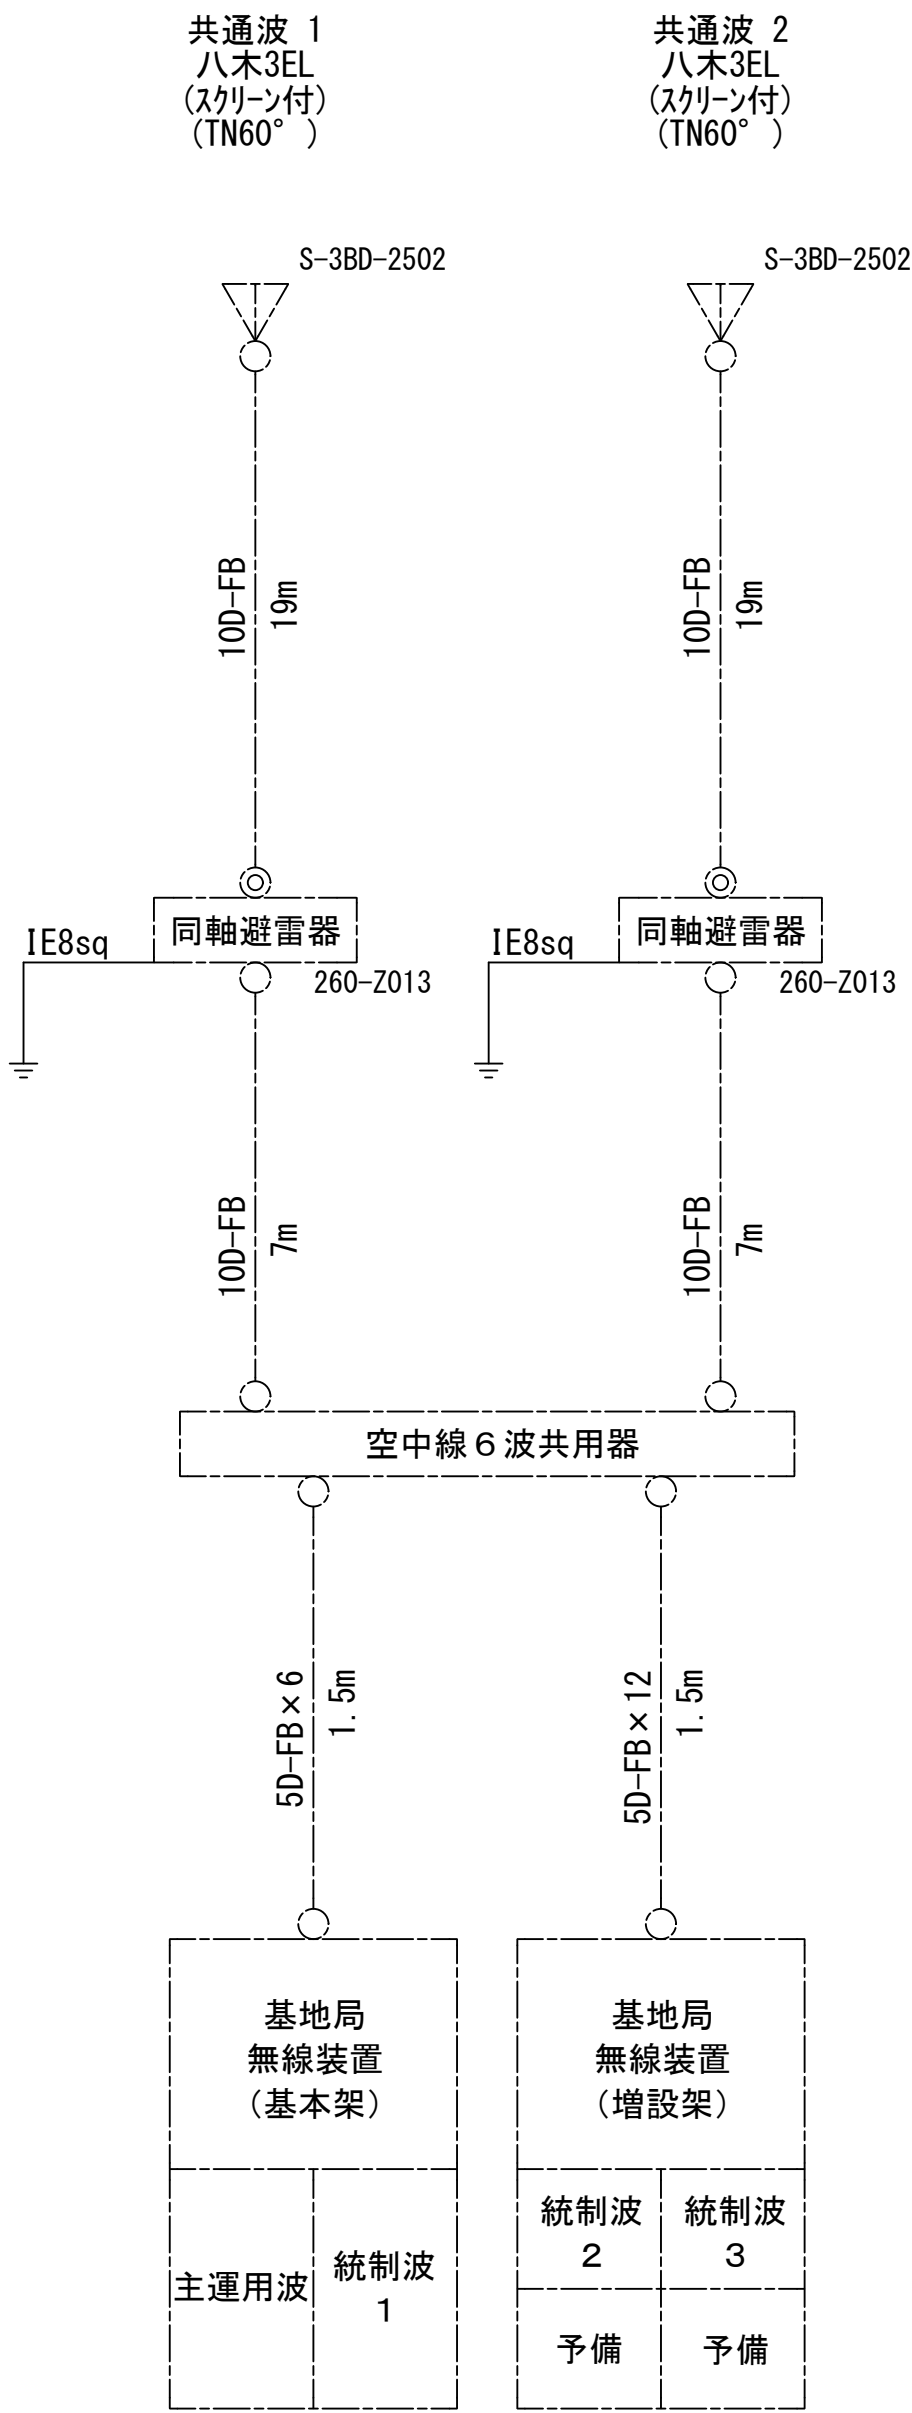 共通波 1
八木3EL
(ｽｸﾘｰﾝ付)
(TN60°)
共通波 2
八木3EL
(ｽｸﾘｰﾝ付)
(TN60°)
S-3BD-2502
S-3BD-2502
10D-FB
19m
10D-FB
19m
IE8sq
同軸避雷器
260-Z013
IE8sq
同軸避雷器
260-Z013
10D-FB
7m
10D-FB
7m
空中線６波共用器
5D-FB×6
1.5m
5D-FB×12
1.5m
基地局
無線装置
(基本架)
主運用波
統制波
1
基地局
無線装置
(増設架)
統制波
2
統制波
3
予備
予備